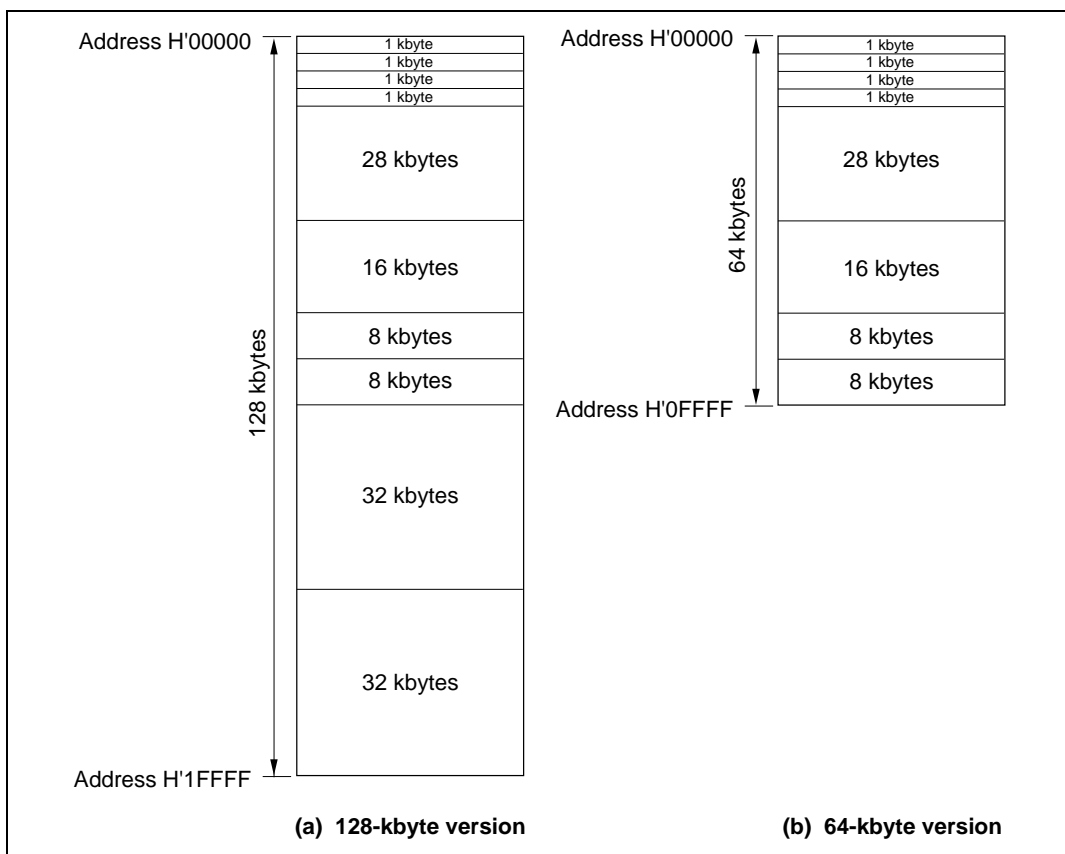 Address H'00000
1 kbyte
1 kbyte
1 kbyte
1 kbyte
28 kbytes
16 kbytes
8 kbytes
8 kbytes
32 kbytes
32 kbytes
128 kbytes
Address H'1FFFF
(a) 128-kbyte version
Address H'00000
1 kbyte
1 kbyte
1 kbyte
1 kbyte
28 kbytes
16 kbytes
8 kbytes
8 kbytes
64 kbytes
Address H'0FFFF
(b) 64-kbyte version